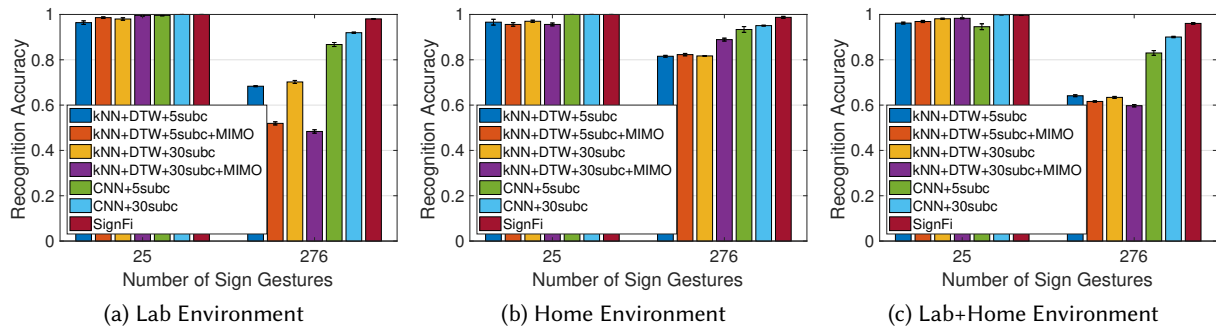 Recognition Accuracy
1
0.8
0.6
0.4
0.2
0
kNN+DTW+5subc
kNN+DTW+5subc+MIMO
kNN+DTW+30subc
kNN+DTW+30subc+MIMO
CNN+5subc
CNN+30subc
SignFi
25 276
Number of Sign Gestures
(a) Lab Environment
Recognition Accuracy
1
0.8
0.6
0.4
0.2
0
kNN+DTW+5subc
kNN+DTW+5subc+MIMO
kNN+DTW+30subc
kNN+DTW+30subc+MIMO
CNN+5subc
CNN+30subc
SignFi
25 276
Number of Sign Gestures
(b) Home Environment
Recognition Accuracy
1
0.8
0.6
0.4
0.2
0
kNN+DTW+5subc
kNN+DTW+5subc+MIMO
kNN+DTW+30subc
kNN+DTW+30subc+MIMO
CNN+5subc
CNN+30subc
SignFi
25 276
Number of Sign Gestures
(c) Lab+Home Environment